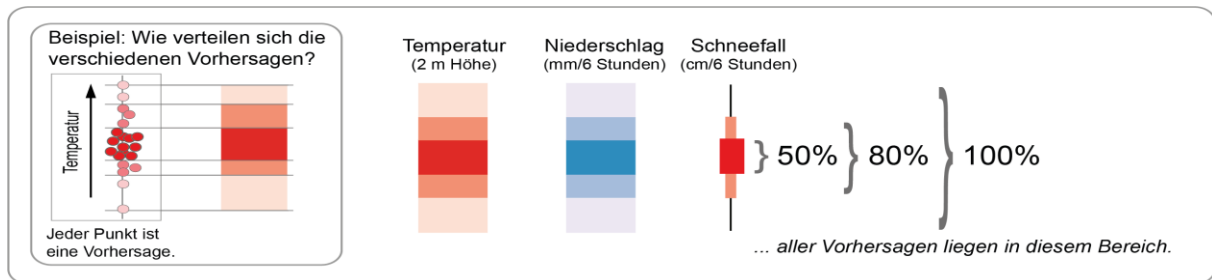 Beispiel: Wie verteilen sich die
verschiedenen Vorhersagen?
Temperatur
Jeder Punkt ist
eine Vorhersage.
Temperatur
(2 m Höhe)
Niederschlag
(mm/6 Stunden)
Schneefall
(cm/6 Stunden)
50%
80%
100%
... aller Vorhersagen liegen in diesem Bereich.